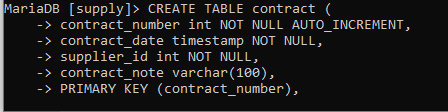 MariaDB [supply]> CREATE TABLE contract (
-> contract_number int NOT NULL AUTO_INCREMENT,
-> contract_date timestamp NOT NULL,
-> supplier_id int NOT NULL,
-> contract_note varchar(100),
-> PRIMARY KEY (contract_number),